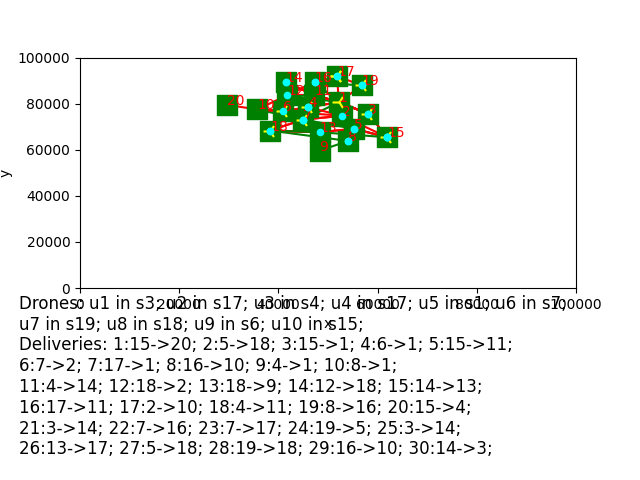 100000
80000
60000
40000
20000
0
y
14
17
19
20
15
Drones: u1 in s3; u2 in s17; u3 in s4; u4 in s17; u5 in s1; u6 in s7;
0 20000 40000 60000 80000 100000
u7 in s19; u8 in s18; u9 in s6; u10 in s15;
x
Deliveries: 1:15->20; 2:5->18; 3:15->1; 4:6->1; 5:15->11;
6:7->2; 7:17->1; 8:16->10; 9:4->1; 10:8->1;
11:4->14; 12:18->2; 13:18->9; 14:12->18; 15:14->13;
16:17->11; 17:2->10; 18:4->11; 19:8->16; 20:15->4;
21:3->14; 22:7->16; 23:7->17; 24:19->5; 25:3->14;
26:13->17; 27:5->18; 28:19->18; 29:16->10; 30:14->3;